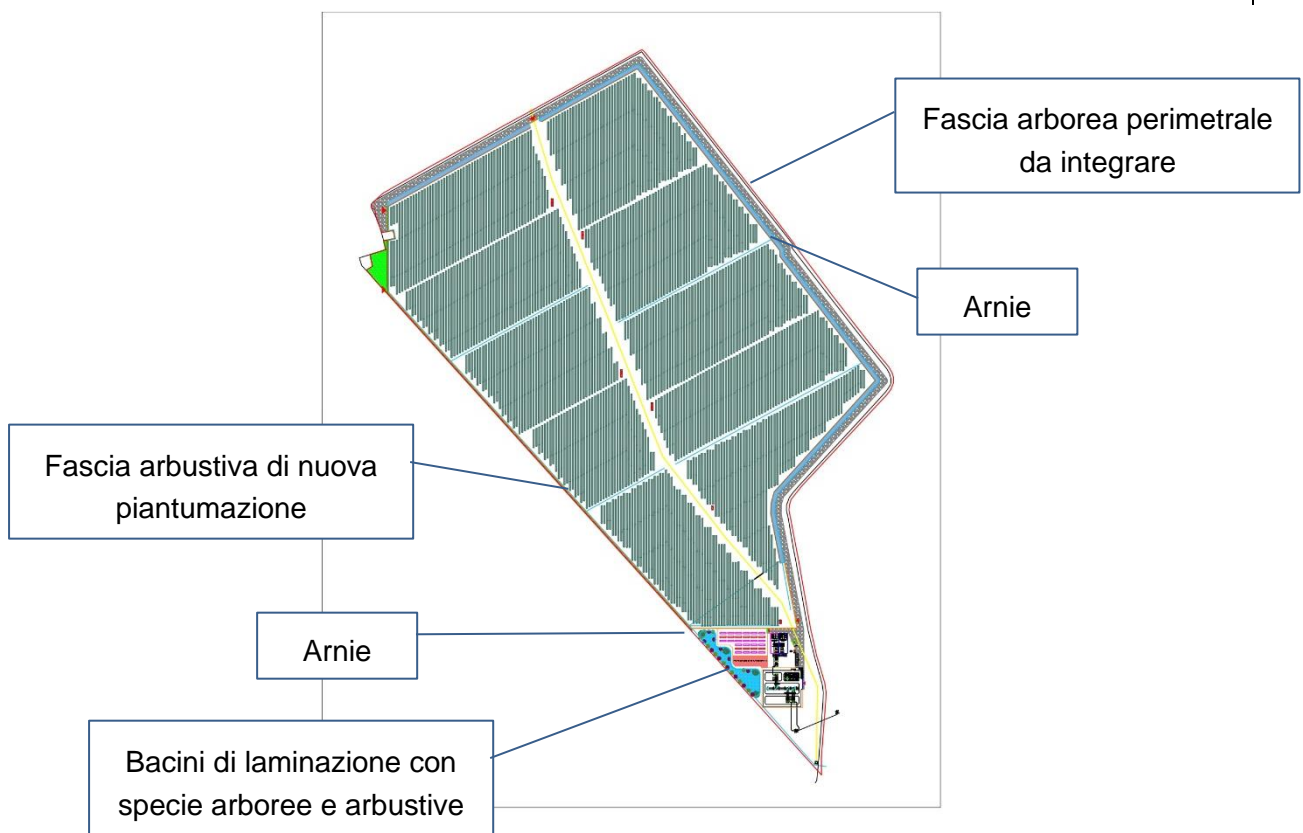 Fascia arborea perimetrale
da integrare
Arnie
Fascia arbustiva di nuova
piantumazione
Arnie
Bacini di laminazione con
specie arboree e arbustive